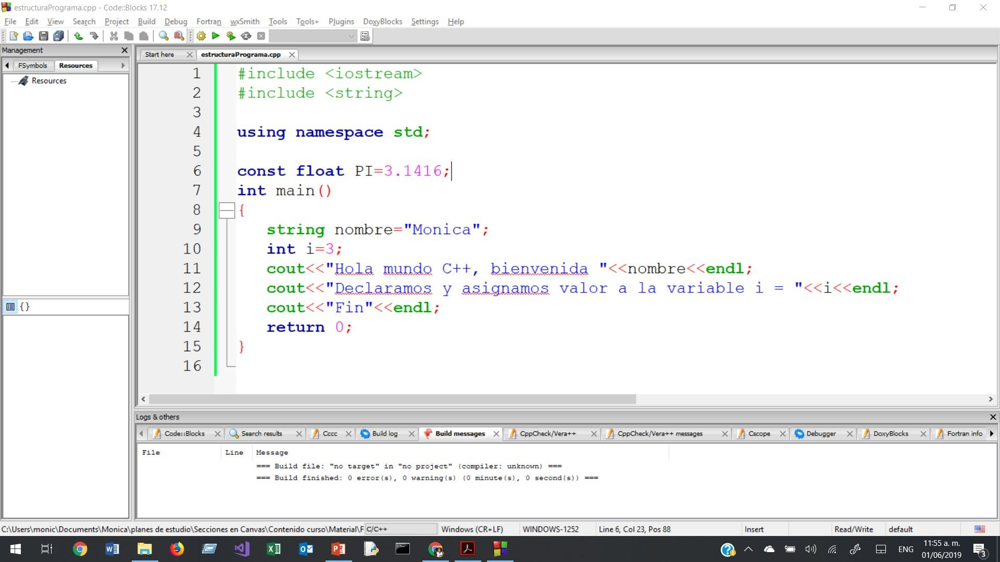 estructuraPrograma.cpp - Code::Blocks 17.12
File Edit View Search Project Build Debug Fortran wxSmith Tools Tools+ Plugins DoxyBlocks Settings Help
Management
FSymbols Resources
Resources
{}
Start here estructuraPrograma.cpp
1 #include <iostream>
2 #include <string>
3
4 using namespace std;
5
6 const float PI=3.1416;
7 int main()
8 {
9 string nombre="Monica";
10 int i=3;
11 cout<<"Hola mundo C++, bienvenida "<<nombre<<endl;
12 cout<<"Declaramos y asignamos valor a la variable i = "<<i<<endl;
13 cout<<"Fin"<<endl;
14 return 0;
15 }
16
Logs & others
Code::Blocks Search results Cccc Build log Build messages CppCheck/Vera++ CppCheck/Vera++ messages Cscope Debugger DoxyBlocks Fortran info
File Line Message
=== Build file: "no target" in "no project" (compiler: unknown) ===
=== Build finished: 0 error(s), 0 warning(s) (0 minute(s), 0 second(s)) ===
C:\Users\monic\Documents\Monica\planes de estudio\Secciones en Canvas\Contenido curso\Material\F C/C++ Windows (CR+LF) WINDOWS-1252 Line 6, Col 23, Pos 88 Insert Read/Write default
ENG 11:55 a. m.
01/06/2019 3